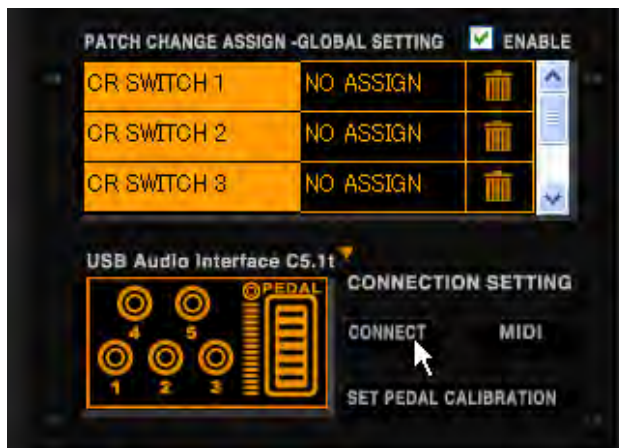 PATCH CHANGE ASSIGN -GLOBAL SETTING ENABLE
CR SWITCH 1 NO ASSIGN
CR SWITCH 2 NO ASSIGN
CR SWITCH 3 NO ASSIGN
USB Audio Interface C5.1t
CONNECTION SETTING
PEDAL
4 5
CONNECT MIDI
1 2 3
SET PEDAL CALIBRATION